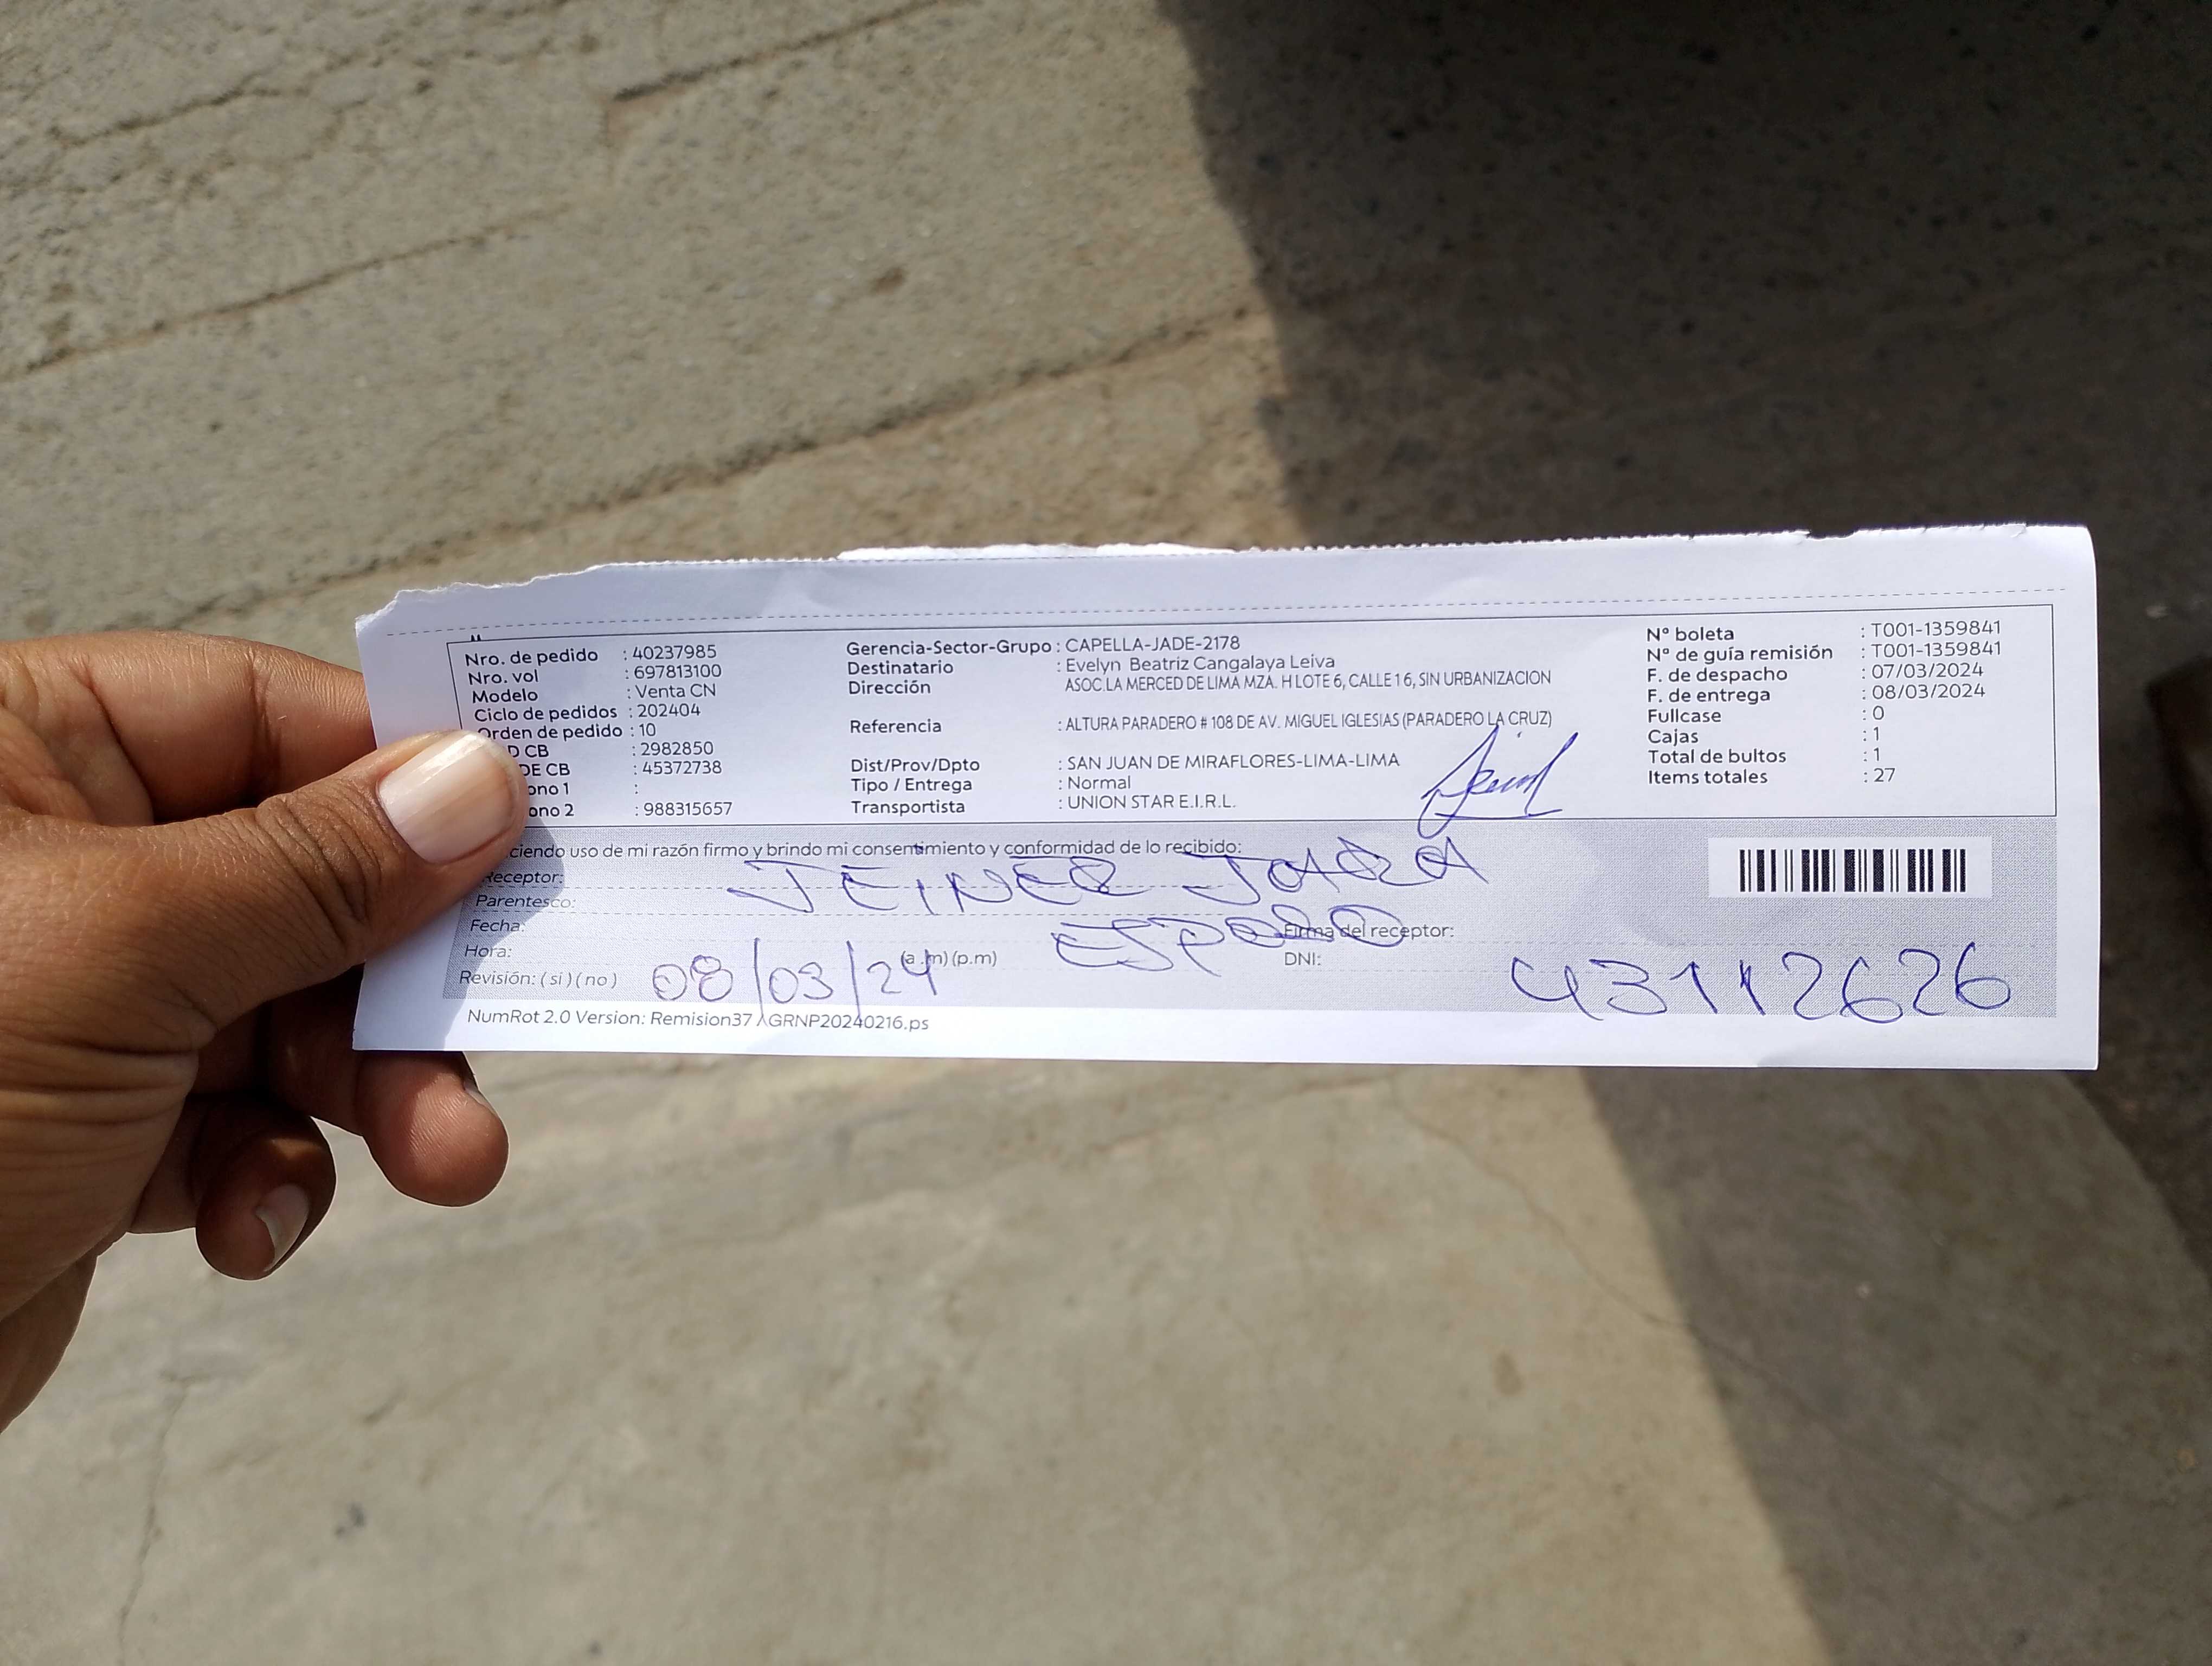 Nro. de pedido : 40237985
Nro. vol : 697813100
Modelo : Venta CN
Ciclo de pedidos : 202404
Orden de pedido : 10
D CB : 2982850
DE CB : 45372738
ono 1 :
ono 2 : 988315657
Gerencia-Sector-Grupo : CAPELLA-JADE-2178
Destinatario : Evelyn Beatriz Cangalaya Leiva
Dirección ASOC.LA MERCED DE LIMA MZA. H LOTE 6, CALLE 16, SIN URBANIZACION
Referencia : ALTURA PARADERO # 108 DE AV. MIGUEL IGLESIAS (PARADERO LA CRUZ)
Dist/Prov/Dpto : SAN JUAN DE MIRAFLORES-LIMA-LIMA
Tipo / Entrega : Normal
Transportista : UNION STAR E.I.R.L.
N° boleta : T001-1359841
N° de guía remisión : T001-1359841
F. de despacho : 07/03/2024
F. de entrega : 08/03/2024
Fullcase : 0
Cajas : 1
Total de bultos : 1
Items totales : 27
ciendo uso de mi razón firmo y brindo mi consentimiento y conformidad de lo recibido:
Receptor: JEINER JARA
Parentesco:
Fecha: ESPOSO Firma del receptor:
Hora: (a .m) (p.m) DNI:
Revisión: ( si ) ( no ) 08/03/24 43112626
NumRot 2.0 Version: Remision37 GRNP20240216.ps